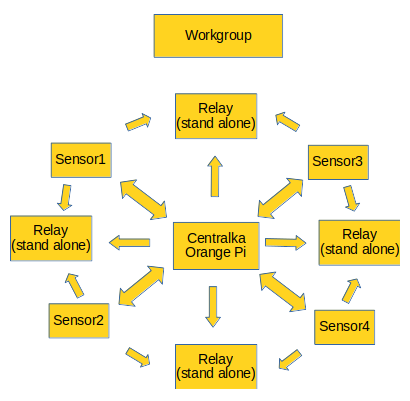 Workgroup
Relay
(stand alone)
Sensor1
Sensor3
Relay
(stand alone)
Centralka
Orange Pi
Relay
(stand alone)
Sensor2
Sensor4
Relay
(stand alone)